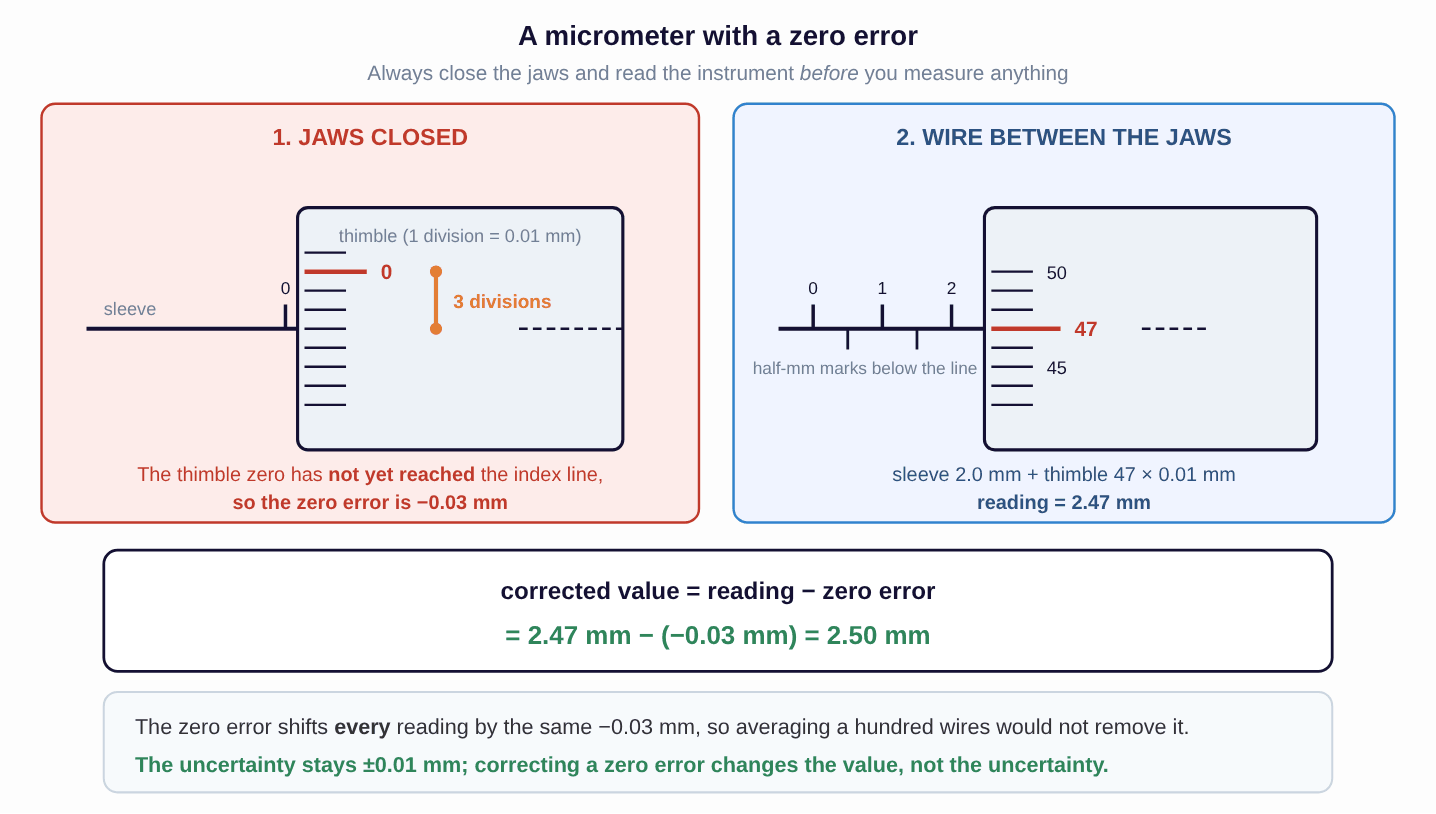 A micrometer with a zero error
Always close the jaws and read the instrument before you measure anything
1. JAWS CLOSED
thimble (1 division = 0.01 mm)
0
0
3 divisions
sleeve
The thimble zero has not yet reached the index line,
so the zero error is −0.03 mm
2. WIRE BETWEEN THE JAWS
50
0 1 2
47
half-mm marks below the line
45
sleeve 2.0 mm + thimble 47 × 0.01 mm
reading = 2.47 mm
corrected value = reading − zero error
= 2.47 mm − (−0.03 mm) = 2.50 mm
The zero error shifts every reading by the same −0.03 mm, so averaging a hundred wires would not remove it.
The uncertainty stays ±0.01 mm; correcting a zero error changes the value, not the uncertainty.